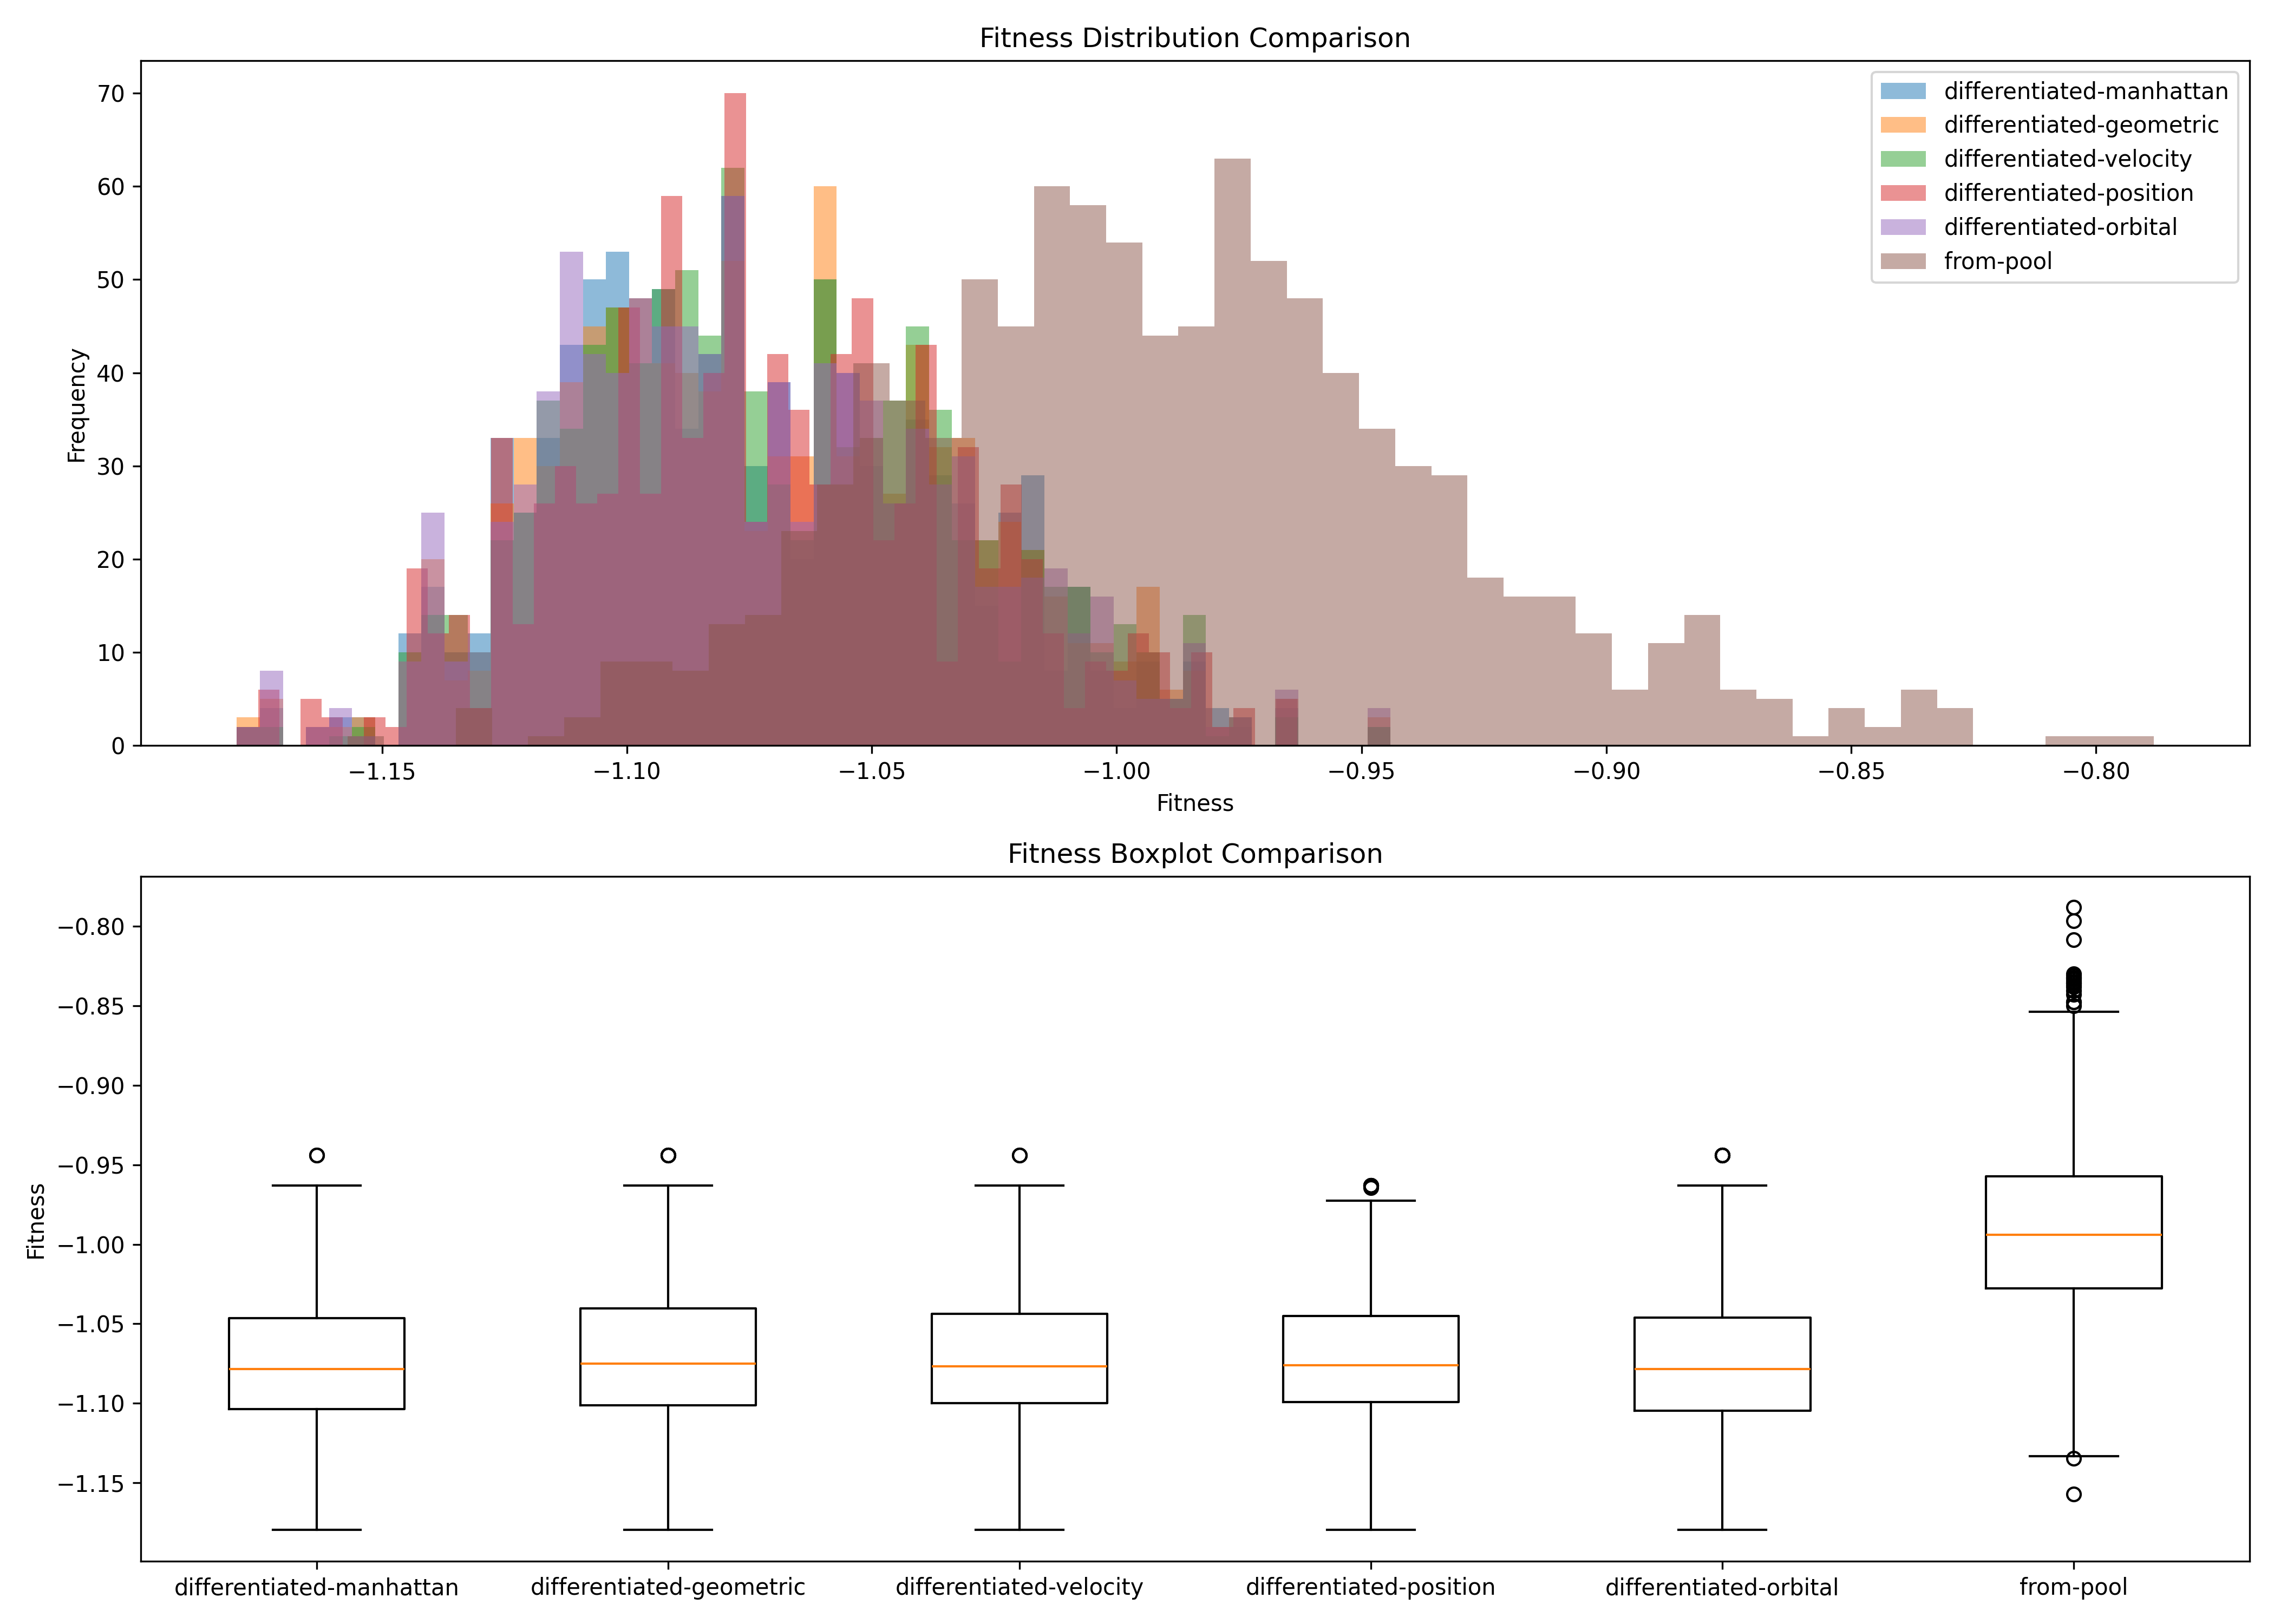 Fitness Distribution Comparison
70
60
50
40
30
20
10
0
Frequency
differentiated-manhattan
differentiated-geometric
differentiated-velocity
differentiated-position
differentiated-orbital
from-pool
−1.15 −1.10 −1.05 −1.00 −0.95 −0.90 −0.85 −0.80
Fitness
Fitness Boxplot Comparison
−0.80
−0.85
−0.90
−0.95
−1.00
−1.05
−1.10
−1.15
Fitness
differentiated-manhattan differentiated-geometric differentiated-velocity differentiated-position differentiated-orbital from-pool